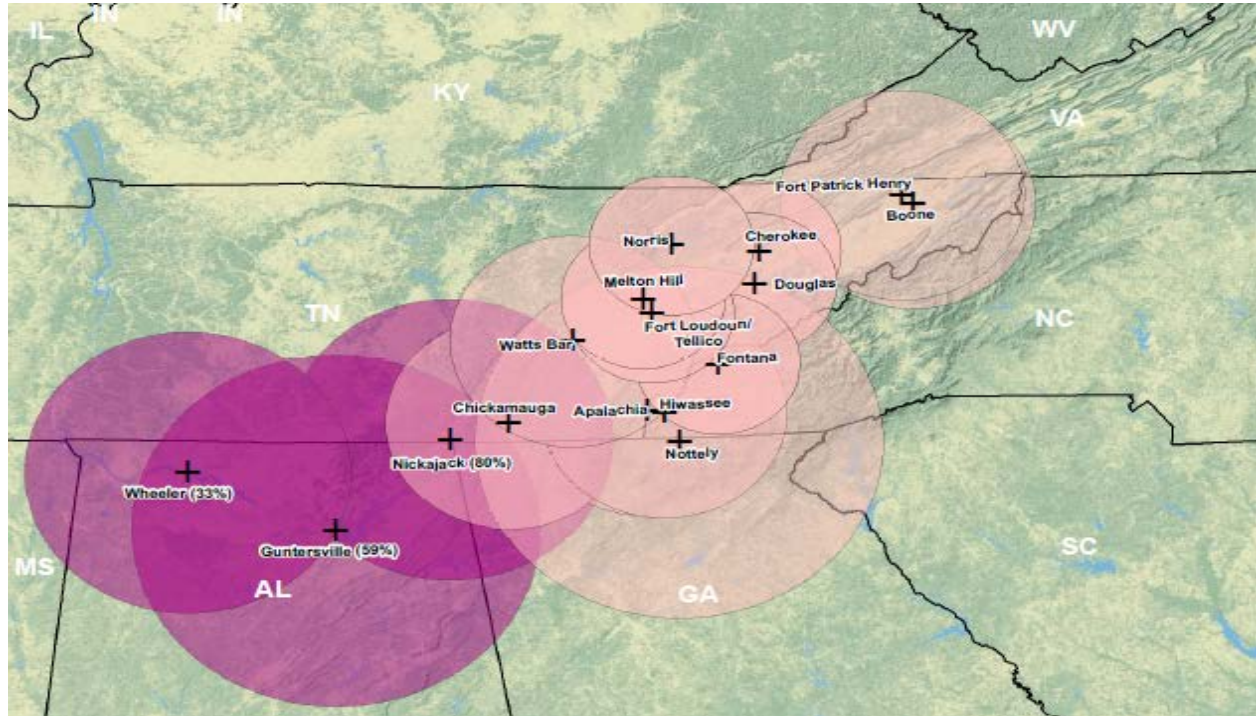 IL
IN
IN
WV
KY
VA
Fort Patrick Henry
Boone
Norris
Cherokee
Melton Hill
Douglas
TN
NC
Fort Loudoun/
Tellico
Watts Bar
Fontana
Chickamauga
Apalachia
Hiwassee
Nickajack (80%)
Nottely
Wheeler (33%)
Guntersville (59%)
MS
AL
GA
SC